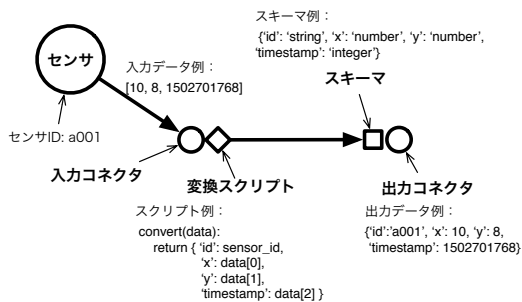 スキーマ例：
{'id': ‘string’, ‘x’: ‘number’, ‘y’: ‘number’,
‘timestamp’: ‘integer’}
スキーマ
センサ
入力データ例：
[10, 8, 1502701768]
センサID: a001
入力コネクタ
変換スクリプト
出力コネクタ
スクリプト例：
convert(data):
return { ‘id’: sensor_id,
‘x’: data[0],
‘y’: data[1],
‘timestamp’: data[2] }
出力データ例：
{‘id’:’a001’, ‘x’: 10, ‘y’: 8,
‘timestamp’: 1502701768}